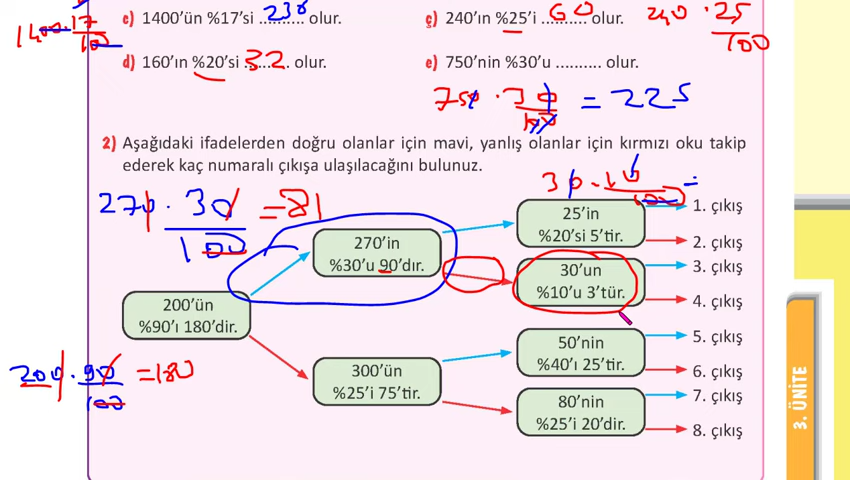 c) 1400'ün %17'si .......... olur. 238
1400 . 17 / 100
ç) 240'ın %25'i .......... olur. 60
240 . 25 / 100
d) 160'ın %20'si .......... olur. 32
e) 750'nin %30'u .......... olur.
750 . 30 / 100 = 225
2) Aşağıdaki ifadelerden doğru olanlar için mavi, yanlış olanlar için kırmızı oku takip
ederek kaç numaralı çıkışa ulaşılacağını bulunuz.
270 . 30 / 100 = 81
30 . 10 / 100 =
200'ün
%90'ı 180'dir.
200 . 90 / 100 = 180
270'in
%30'u 90'dır.
300'ün
%25'i 75'tir.
25'in
%20'si 5'tir.
30'un
%10'u 3'tür.
50'nin
%40'ı 25'tir.
80'nin
%25'i 20'dir.
1. çıkış
2. çıkış
3. çıkış
4. çıkış
5. çıkış
6. çıkış
7. çıkış
8. çıkış
3. ÜNİTE